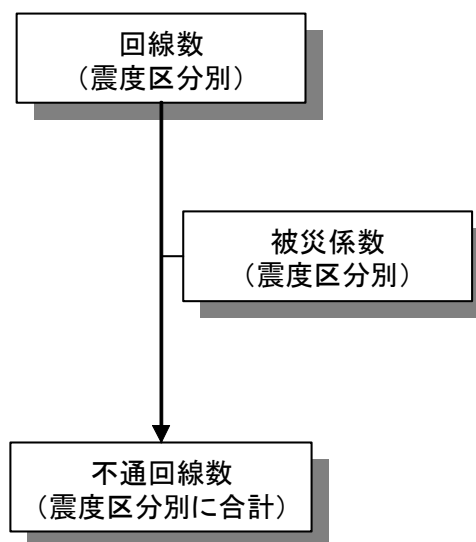 回線数
（震度区分別）
被災係数
（震度区分別）
不通回線数
（震度区分別に合計）